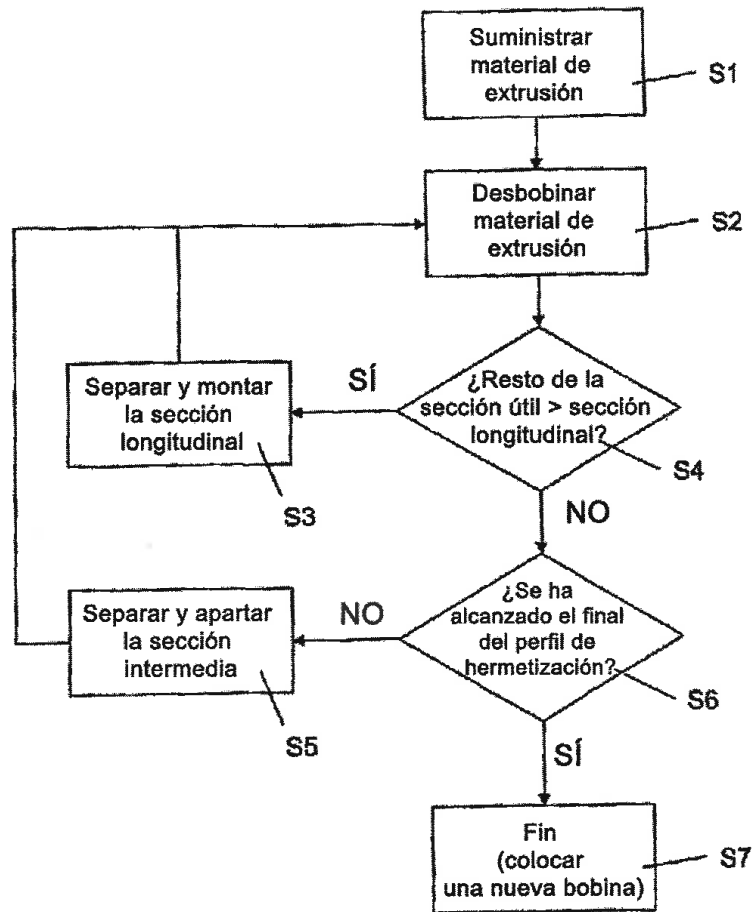 Suministrar
material de
extrusión
S1
Desbobinar
material de
extrusión
S2
¿Resto de la
sección útil > sección
longitudinal?
S4
SÍ
Separar y montar
la sección
longitudinal
S3
NO
¿Se ha
alcanzado el final
del perfil de
hermetización?
S6
NO
Separar y apartar
la sección
intermedia
S5
SÍ
Fin
(colocar
una nueva bobina)
S7